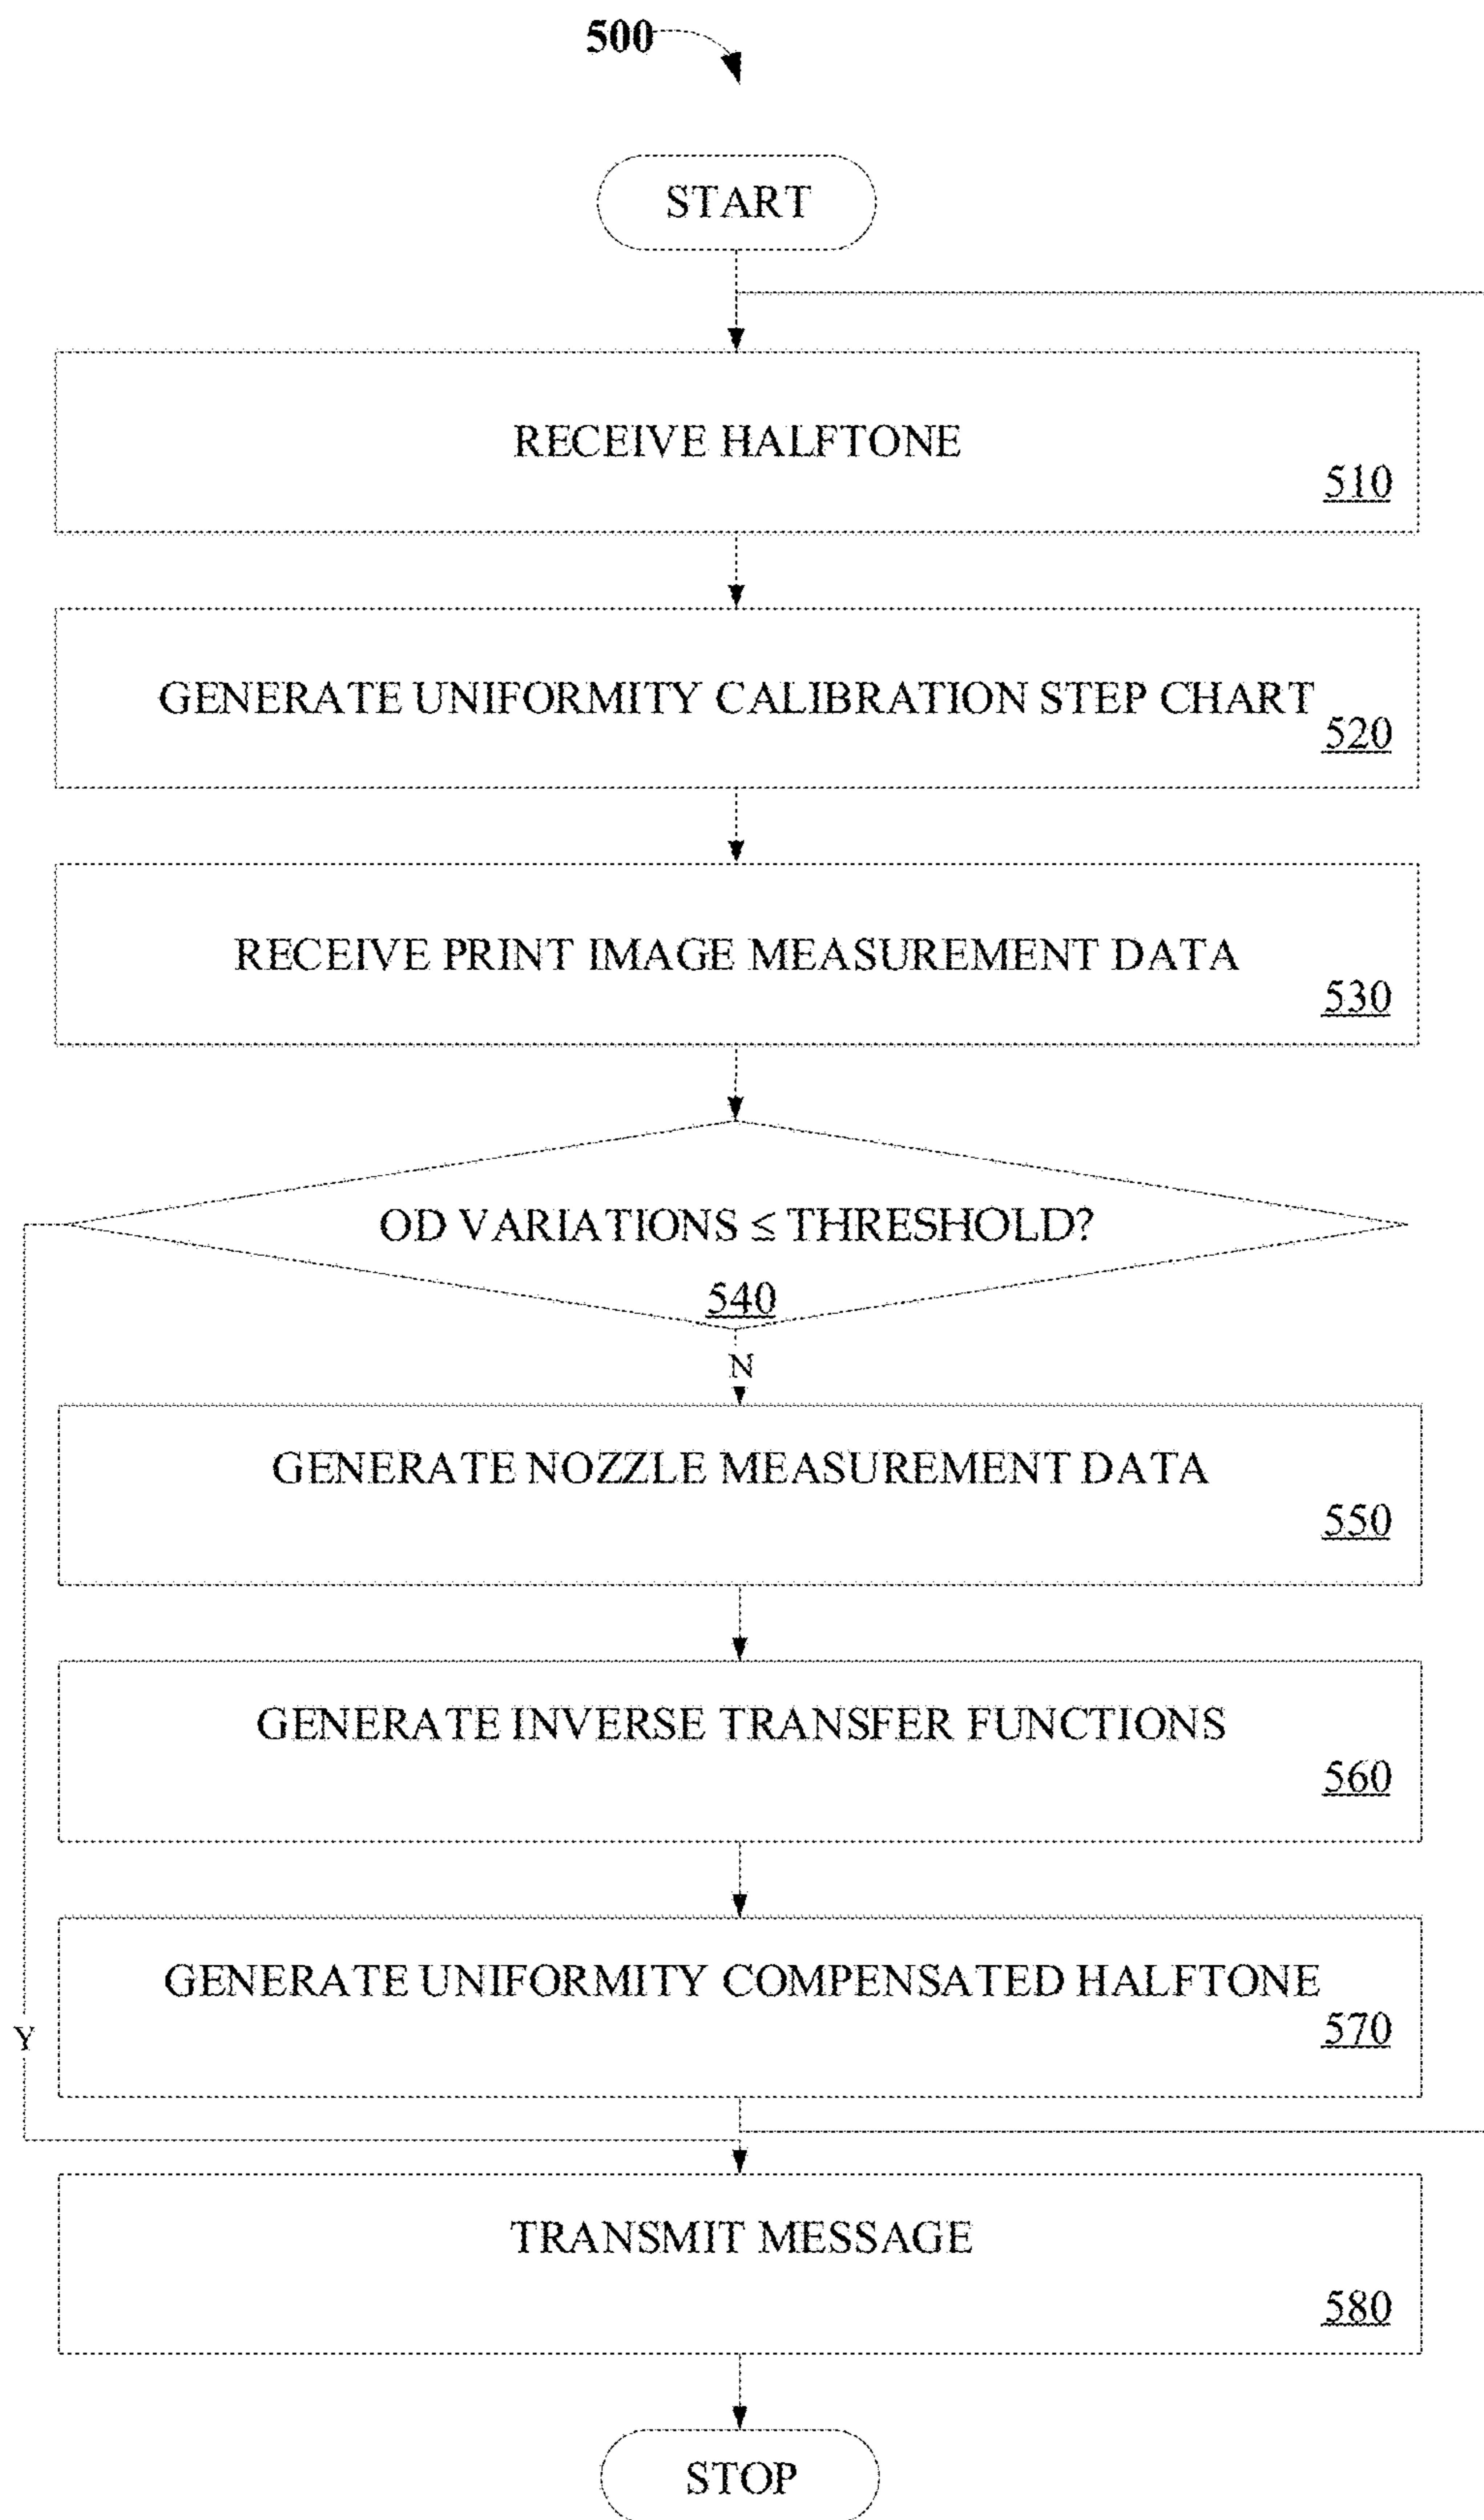 500
START
RECEIVE HALFTONE
510
GENERATE UNIFORMITY CALIBRATION STEP CHART
520
RECEIVE PRINT IMAGE MEASUREMENT DATA
530
OD VARIATIONS ≤ THRESHOLD?
540
N
GENERATE NOZZLE MEASUREMENT DATA
550
GENERATE INVERSE TRANSFER FUNCTIONS
560
GENERATE UNIFORMITY COMPENSATED HALFTONE
570
Y
TRANSMIT MESSAGE
580
STOP